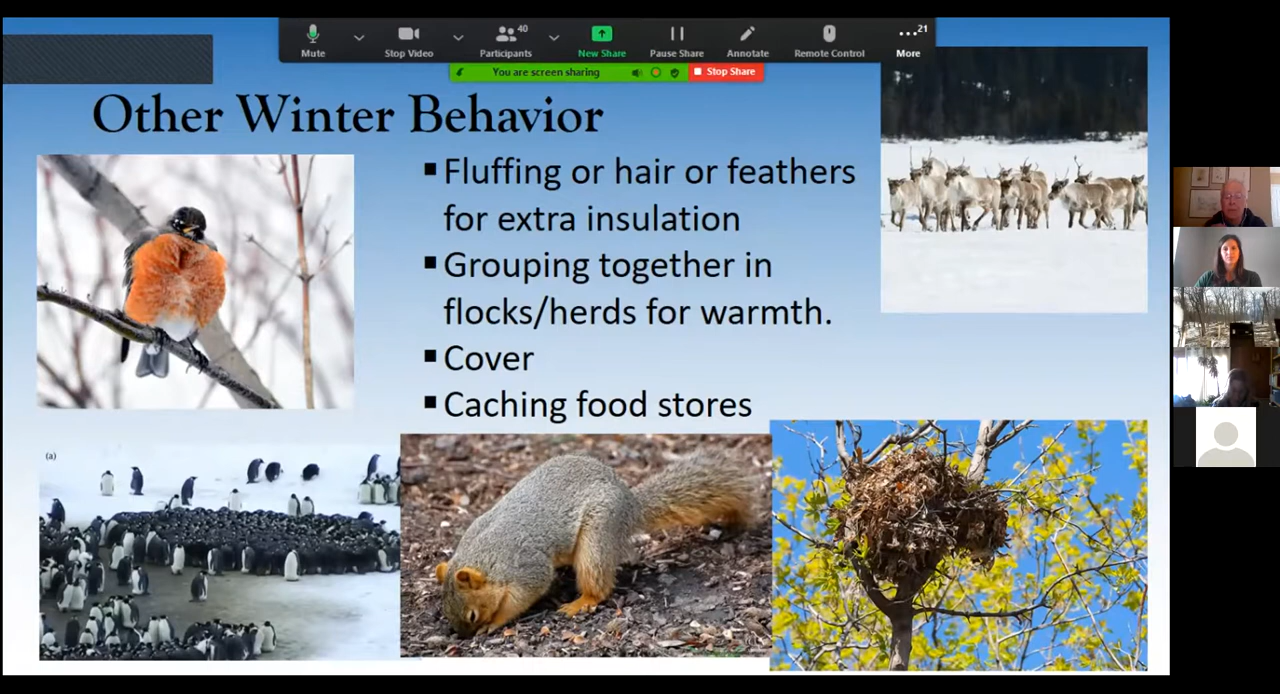 40
21
Mute
Stop Video
Participants
New Share
Pause Share
Annotate
Remote Control
More
You are screen sharing
Stop Share
Other Winter Behavior
Fluffing or hair or feathers
for extra insulation
Grouping together in
flocks/herds for warmth.
Cover
Caching food stores
(a)